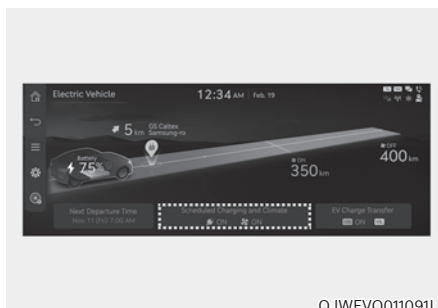 Electric Vehicle
12:34 AM | Feb. 19
5 km
GS Caltex
Samsung-ro
Battery
75%
ON
350 km
OFF
400 km
Next Departure Time
Nov. 11 (Fri) 7:00 AM
Scheduled Charging and Climate
ON ON
EV Charge Transfer
ON
OJWEVQ011091L